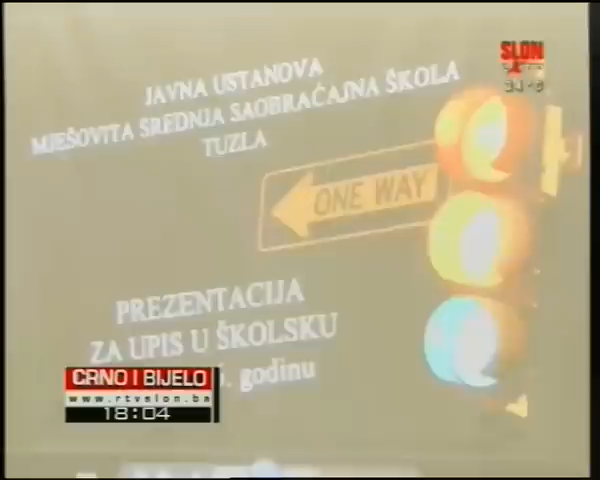 JAVNA USTANOVA
MJEŠOVITA SREDNJA SAOBRAĆAJNA ŠKOLA
TUZLA
ONE WAY
PREZENTACIJA
ZA UPIS U ŠKOLSKU
godinu
SLON
24°C
CRNO I BIJELO
www.rtvslon.ba
18:04